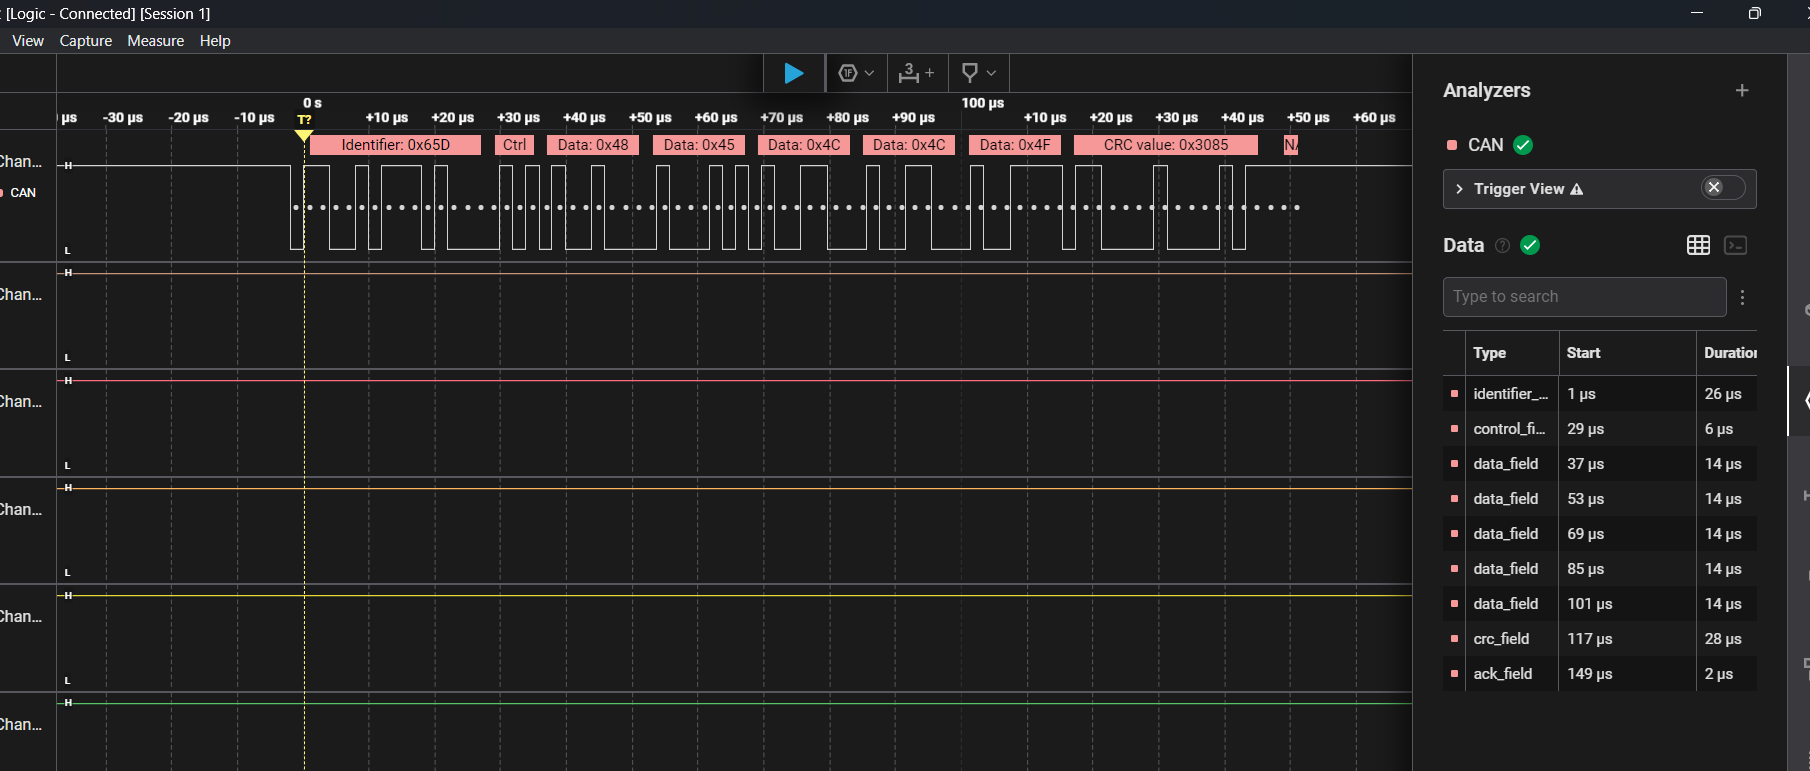 [Logic - Connected] [Session 1]
View Capture Measure Help
3
0 s
100 µs
µs -30 µs -20 µs -10 µs T? +10 µs +20 µs +30 µs +40 µs +50 µs +60 µs +70 µs +80 µs +90 µs +10 µs +20 µs +30 µs +40 µs +50 µs +60 µs
Identifier: 0x65D Ctrl Data: 0x48 Data: 0x45 Data: 0x4C Data: 0x4C Data: 0x4F CRC value: 0x3085
Chan... H
CAN
L
H
Chan...
L
H
Chan...
L
H
Chan...
L
H
Chan...
L
H
Chan...
Analyzers
CAN
Trigger View
Data
Type to search
Type Start Duration
identifier_... 1 µs 26 µs
control_fi... 29 µs 6 µs
data_field 37 µs 14 µs
data_field 53 µs 14 µs
data_field 69 µs 14 µs
data_field 85 µs 14 µs
data_field 101 µs 14 µs
crc_field 117 µs 28 µs
ack_field 149 µs 2 µs